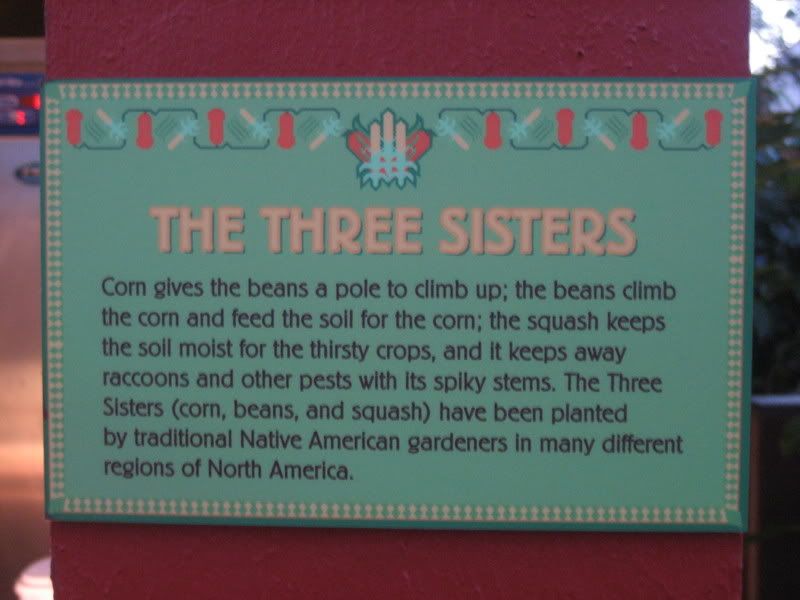 THE THREE SISTERS
Corn gives the beans a pole to climb up; the beans climb
the corn and feed the soil for the corn; the squash keeps
the soil moist for the thirsty crops, and it keeps away
raccoons and other pests with its spiky stems. The Three
Sisters (corn, beans, and squash) have been planted
by traditional Native American gardeners in many different
regions of North America.